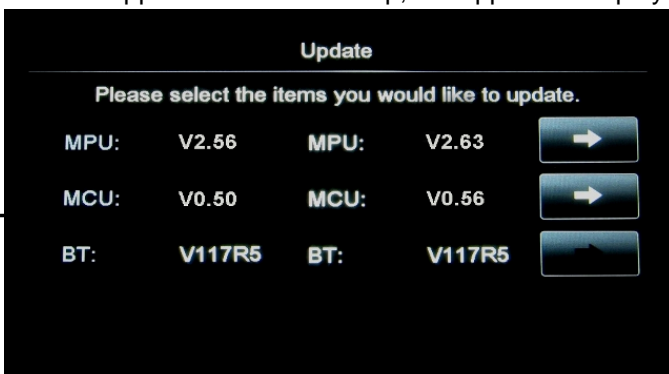 Update
Please select the items you would like to update.
MPU: V2.56 MPU: V2.63
MCU: V0.50 MCU: V0.56
BT: V117R5 BT: V117R5